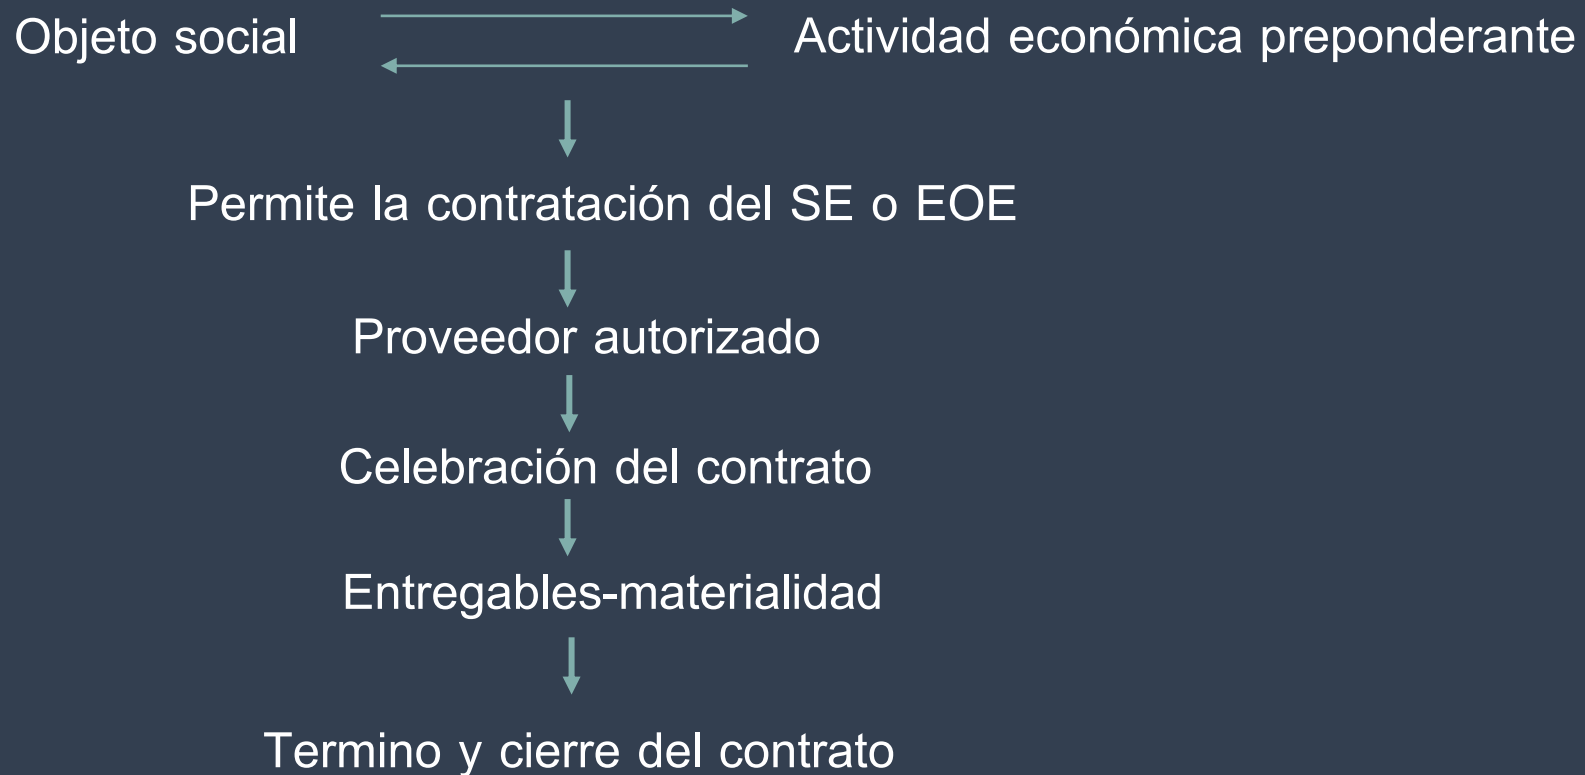 Objeto social
Actividad económica preponderante
Permite la contratación del SE o EOE
Proveedor autorizado
Celebración del contrato
Entregables-materialidad
Termino y cierre del contrato